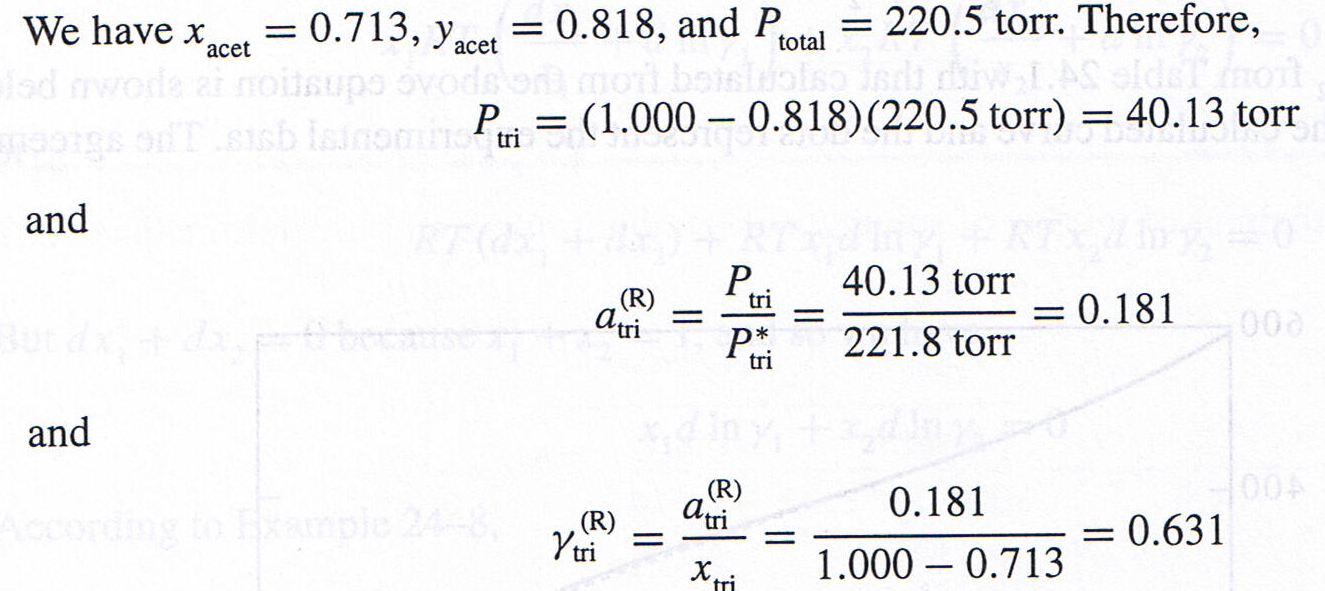 We have x_acet = 0.713, y_acet = 0.818, and P_total = 220.5 torr. Therefore,
P_tri = (1.000 − 0.818)(220.5 torr) = 40.13 torr
and
a_tri^(R) = P_tri / P*_tri = 40.13 torr / 221.8 torr = 0.181
and
γ_tri^(R) = a_tri^(R) / x_tri = 0.181 / (1.000 − 0.713) = 0.631